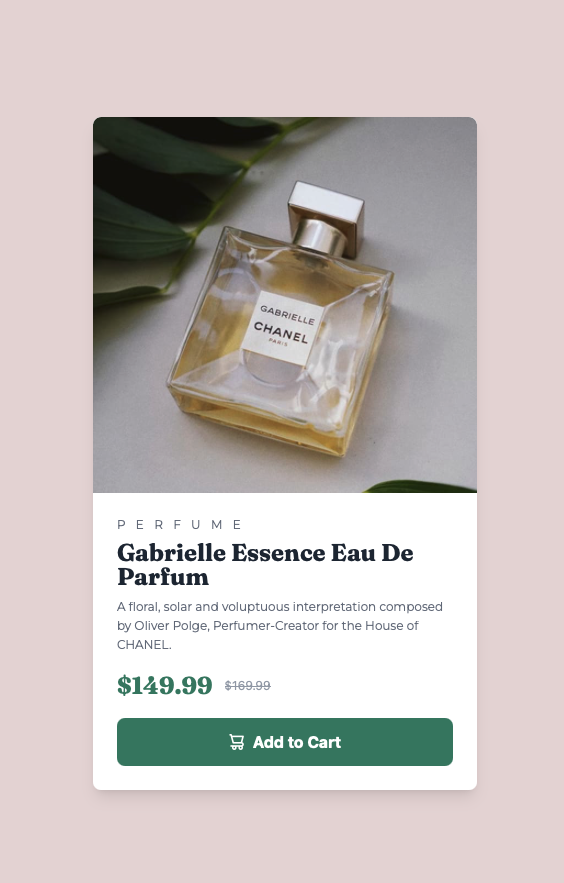 GABRIELLE
CHANEL
PARIS
PERFUME
Gabrielle Essence Eau De
Parfum
A floral, solar and voluptuous interpretation composed
by Oliver Polge, Perfumer-Creator for the House of
CHANEL.
$149.99 $169.99
Add to Cart